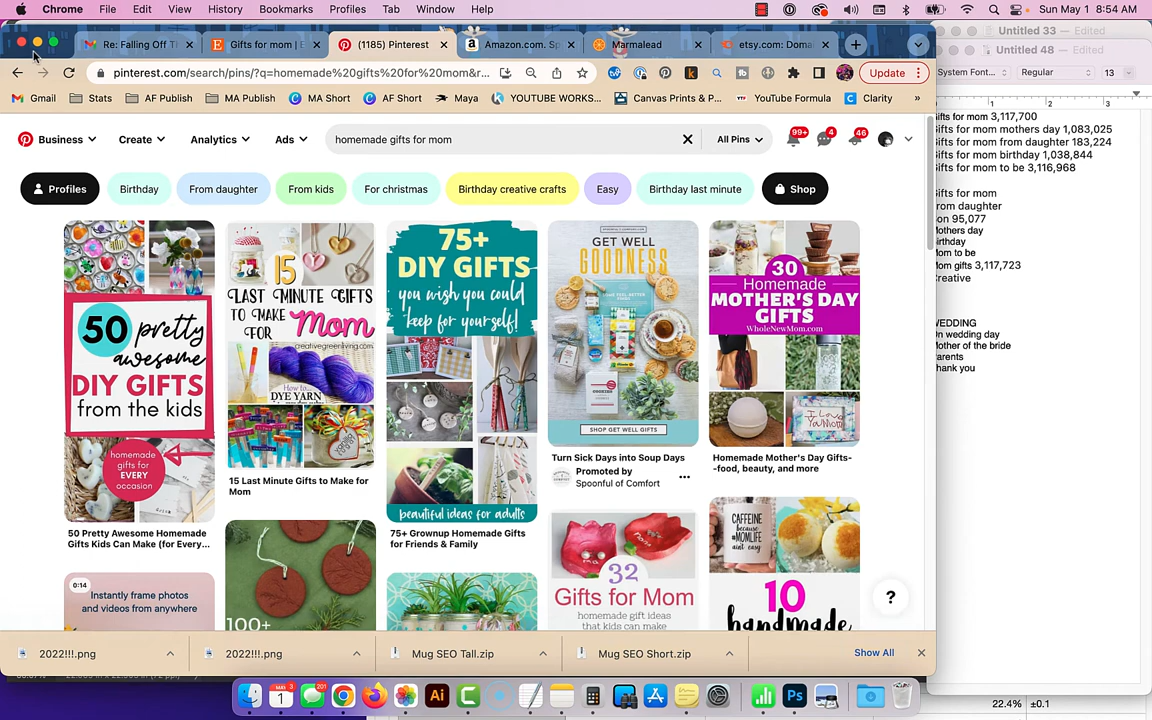 Chrome File Edit View History Bookmarks Profiles Tab Window Help
Sun May 1 8:54 AM
Untitled 33 — Edited
Untitled 48 — Edited
Re: Falling Off T
Gifts for mom | E
(1185) Pinterest
Amazon.com. Sp
Marmalead
etsy.com: Doma
pinterest.com/search/pins/?q=homemade%20gifts%20for%20mom&r...
Update
Gmail Stats AF Publish MA Publish MA Short AF Short Maya YOUTUBE WORKS... Canvas Prints & P... YouTube Formula Clarity »
System Font... Regular 13
1 2 3
Business Create Analytics Ads
homemade gifts for mom
All Pins
99+ 4 46
Profiles Birthday From daughter From kids For christmas Birthday creative crafts Easy Birthday last minute Shop
50 pretty
awesome
DIY GIFTS
from the kids
homemade
gifts for
EVERY
occasion
50 Pretty Awesome Homemade
Gifts Kids Can Make (for Every...
0:14
Instantly frame photos
and videos from anywhere
15
LAST MINUTE GIFTS
TO MAKE
FOR Mom
creativegreenliving.com
How to...
DYE YARN
15 Last Minute Gifts to Make for
Mom
100+
75+
DIY GIFTS
you wish you could
keep for yourself!
beautiful ideas for adults
75+ Grownup Homemade Gifts
for Friends & Family
GET WELL
GOODNESS
SHOP GET WELL GIFTS
Turn Sick Days into Soup Days
Promoted by
Spoonful of Comfort
32
Gifts for Mom
homemade gift ideas
that kids can make
30
Homemade
MOTHER'S DAY
GIFTS
WholeNewMom.com
I Love
You Mom
Homemade Mother's Day Gifts-
-food, beauty, and more
CAFFEINE
because
#MOMLIFE
aint easy
10
handmade
?
ifts for mom 3,117,700
ifts for mom mothers day 1,083,025
ifts for mom from daughter 183,224
ifts for mom birthday 1,038,844
ifts for mom to be 3,116,968
ifts for mom
rom daughter
on 95,077
others day
irthday
om to be
om gifts 3,117,723
reative
EDDING
n wedding day
other of the bride
arents
hank you
2022!!!.png
2022!!!.png
Mug SEO Tall.zip
Mug SEO Short.zip
Show All
22.4% ±0.1